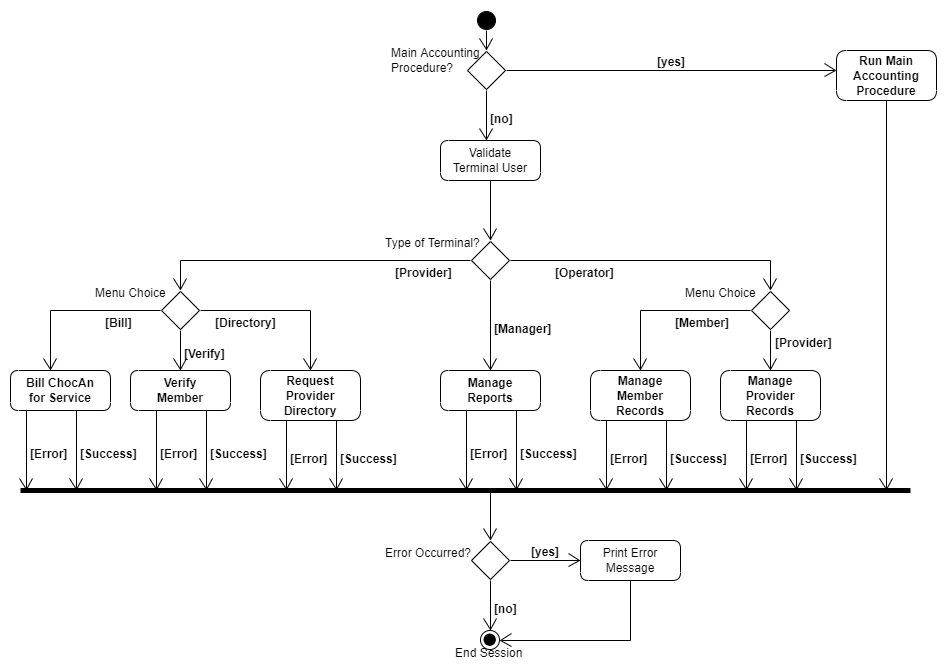 Main Accounting
Procedure?
[yes]
Run Main
Accounting
Procedure
[no]
Validate
Terminal User
Type of Terminal?
[Provider]
[Operator]
Menu Choice
[Bill]
[Directory]
[Verify]
[Manager]
Menu Choice
[Member]
[Provider]
Bill ChocAn
for Service
Verify
Member
Request
Provider
Directory
Manage
Reports
Manage
Member
Records
Manage
Provider
Records
[Error]
[Success]
[Error]
[Success]
[Error]
[Success]
[Error]
[Success]
[Error]
[Success]
[Error]
[Success]
Error Occurred?
[yes]
Print Error
Message
[no]
End Session